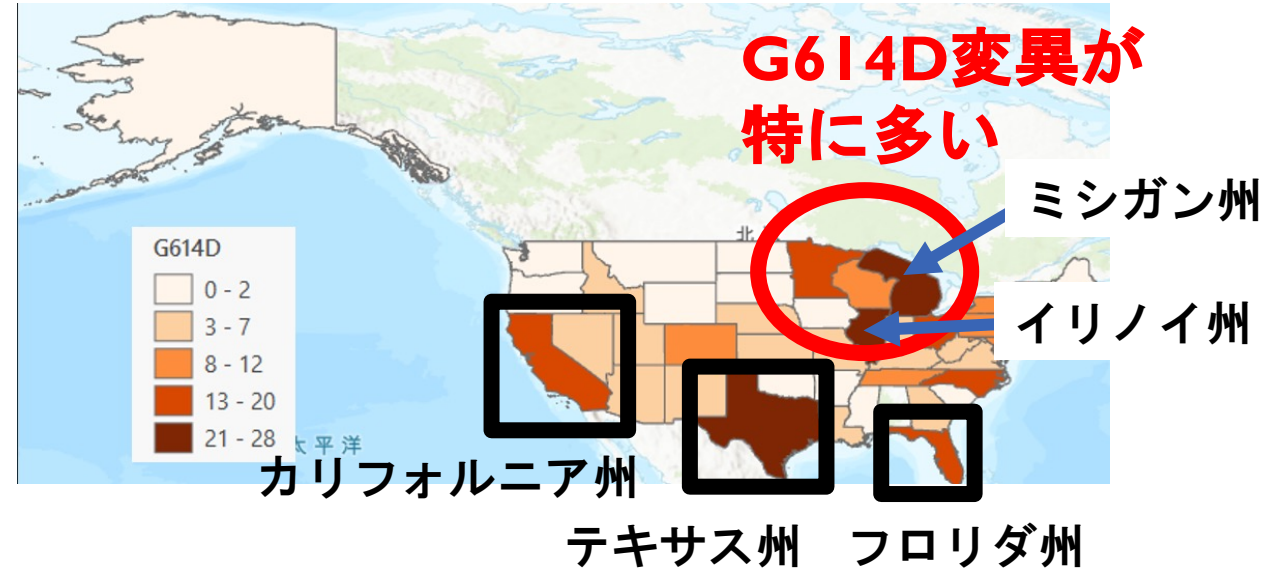 G614D変異が
特に多い
ミシガン州
北
イリノイ州
G614D
0 - 2
3 - 7
8 - 12
13 - 20
21 - 28
太平洋
カリフォルニア州
テキサス州 フロリダ州